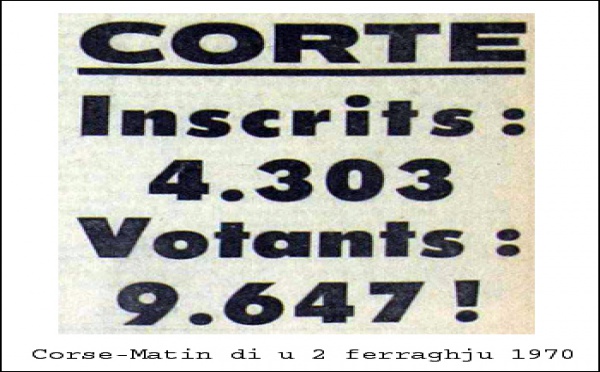 CORTE
Inscrits :
4.303
Votants :
9.647 !
Corse-Matin di u 2 ferraghju 1970